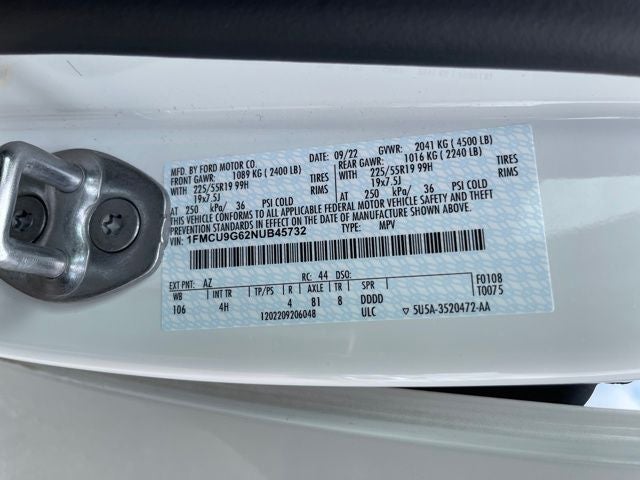 MFD. BY FORD MOTOR CO.
DATE: 09/22 GVWR: 2041 KG ( 4500 LB)
FRONT GAWR: 1089 KG ( 2400 LB)
REAR GAWR: 1016 KG ( 2240 LB)
WITH 225/55R19 99H TIRES
WITH 225/55R19 99H TIRES
19x7.5J RIMS
19x7.5J RIMS
AT 250 kPa/ 36 PSI COLD
AT 250 kPa/ 36 PSI COLD
THIS VEHICLE CONFORMS TO ALL APPLICABLE FEDERAL MOTOR VEHICLE SAFETY AND THEFT
PREVENTION STANDARDS IN EFFECT ON THE DATE OF MANUFACTURE SHOWN ABOVE.
VIN: 1FMCU9G62NUB45732 TYPE: MPV
EXT PNT: AZ RC: 44 DSO: F0108
WB INT TR TP/PS R AXLE TR SPR T0075
106 4H 4 81 8 DDDD
1202209206048 ULC ▽ 5U5A-3520472-AA